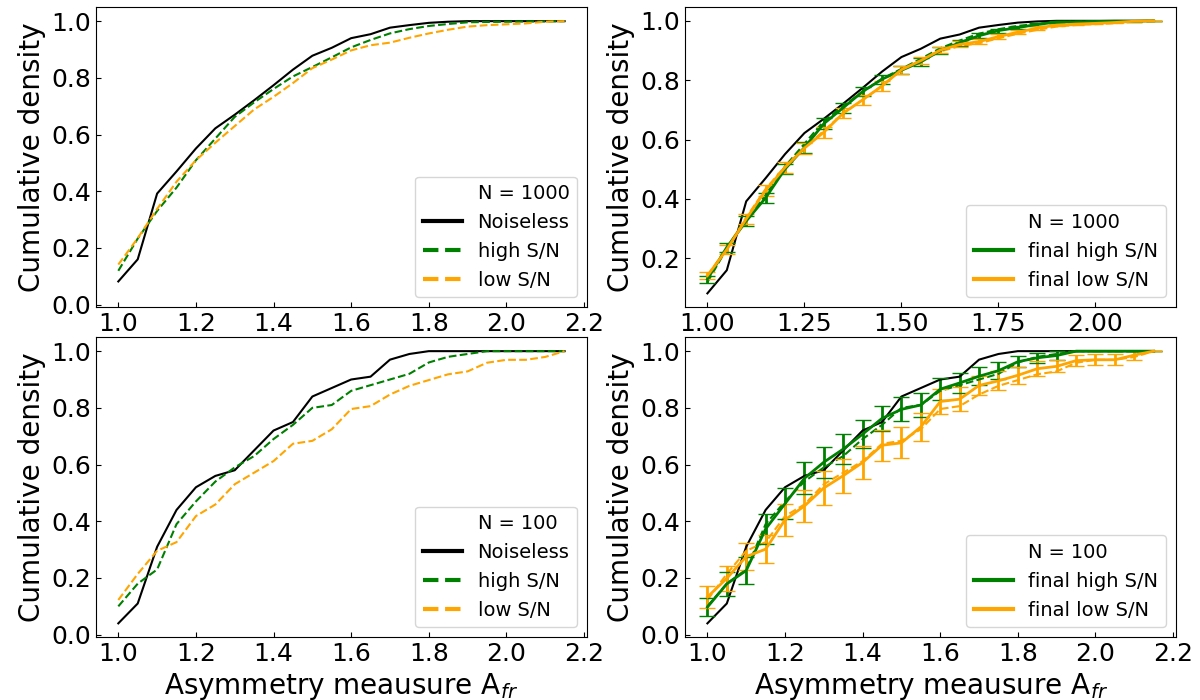 1.0
0.8
0.6
0.4
0.2
0.0
Cumulative density
N = 1000
Noiseless
high S/N
low S/N
1.0 1.2 1.4 1.6 1.8 2.0 2.2
1.0
0.8
0.6
0.4
0.2
Cumulative density
N = 1000
final high S/N
final low S/N
1.00 1.25 1.50 1.75 2.00
1.0
0.8
0.6
0.4
0.2
0.0
Cumulative density
N = 100
Noiseless
high S/N
low S/N
1.0 1.2 1.4 1.6 1.8 2.0 2.2
Asymmetry meausure A_fr
1.0
0.8
0.6
0.4
0.2
0.0
Cumulative density
N = 100
final high S/N
final low S/N
1.0 1.2 1.4 1.6 1.8 2.0 2.2
Asymmetry meausure A_fr